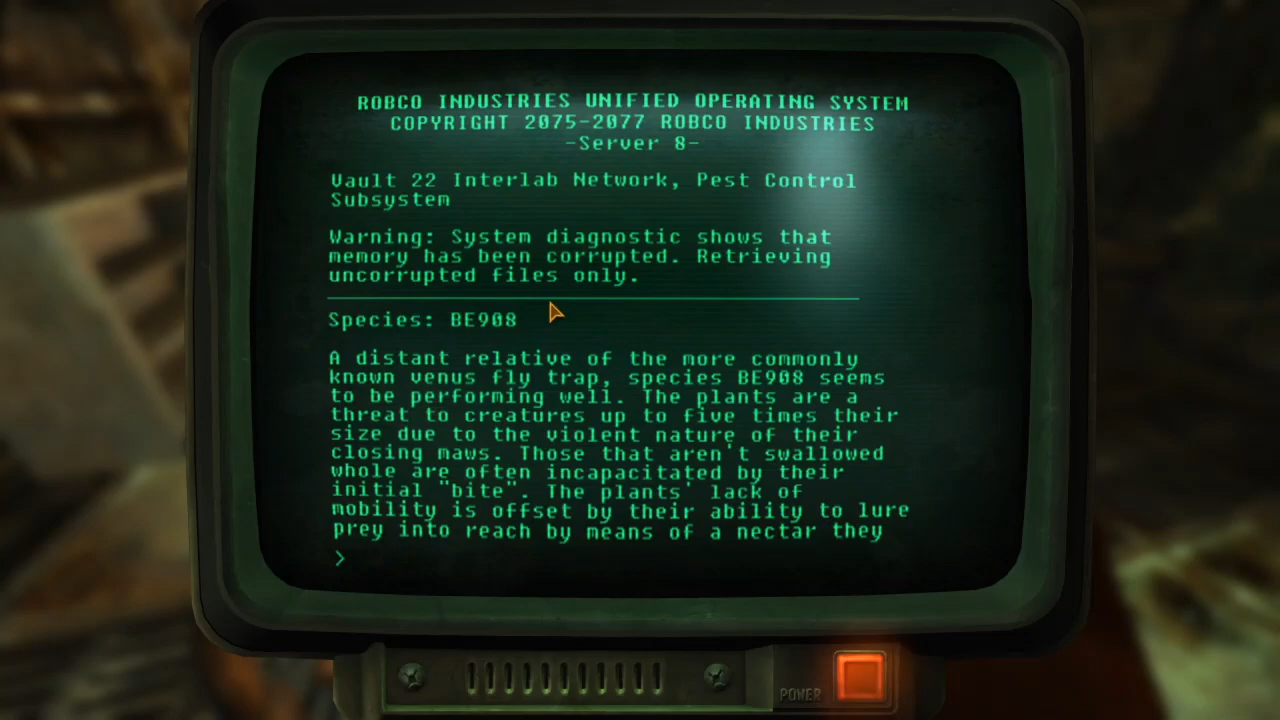 ROBCO INDUSTRIES UNIFIED OPERATING SYSTEM
COPYRIGHT 2075-2077 ROBCO INDUSTRIES
-Server 8-
Vault 22 Interlab Network, Pest Control
Subsystem
Warning: System diagnostic shows that
memory has been corrupted. Retrieving
uncorrupted files only.
Species: BE908
A distant relative of the more commonly
known venus fly trap, species BE908 seems
to be performing well. The plants are a
threat to creatures up to five times their
size due to the violent nature of their
closing maws. Those that aren't swallowed
whole are often incapacitated by their
initial "bite". The plants' lack of
mobility is offset by their ability to lure
prey into reach by means of a nectar they
>
POWER